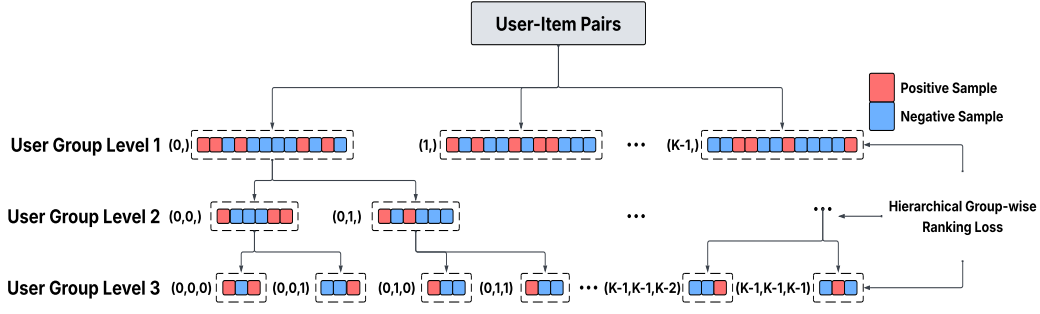 User-Item Pairs
Positive Sample
Negative Sample
User Group Level 1 (0,) (1,) ... (K-1,)
User Group Level 2 (0,0,) (0,1,) ... ...
Hierarchical Group-wise
Ranking Loss
User Group Level 3 (0,0,0) (0,0,1) (0,1,0) (0,1,1) ... (K-1,K-1,K-2) (K-1,K-1,K-1)